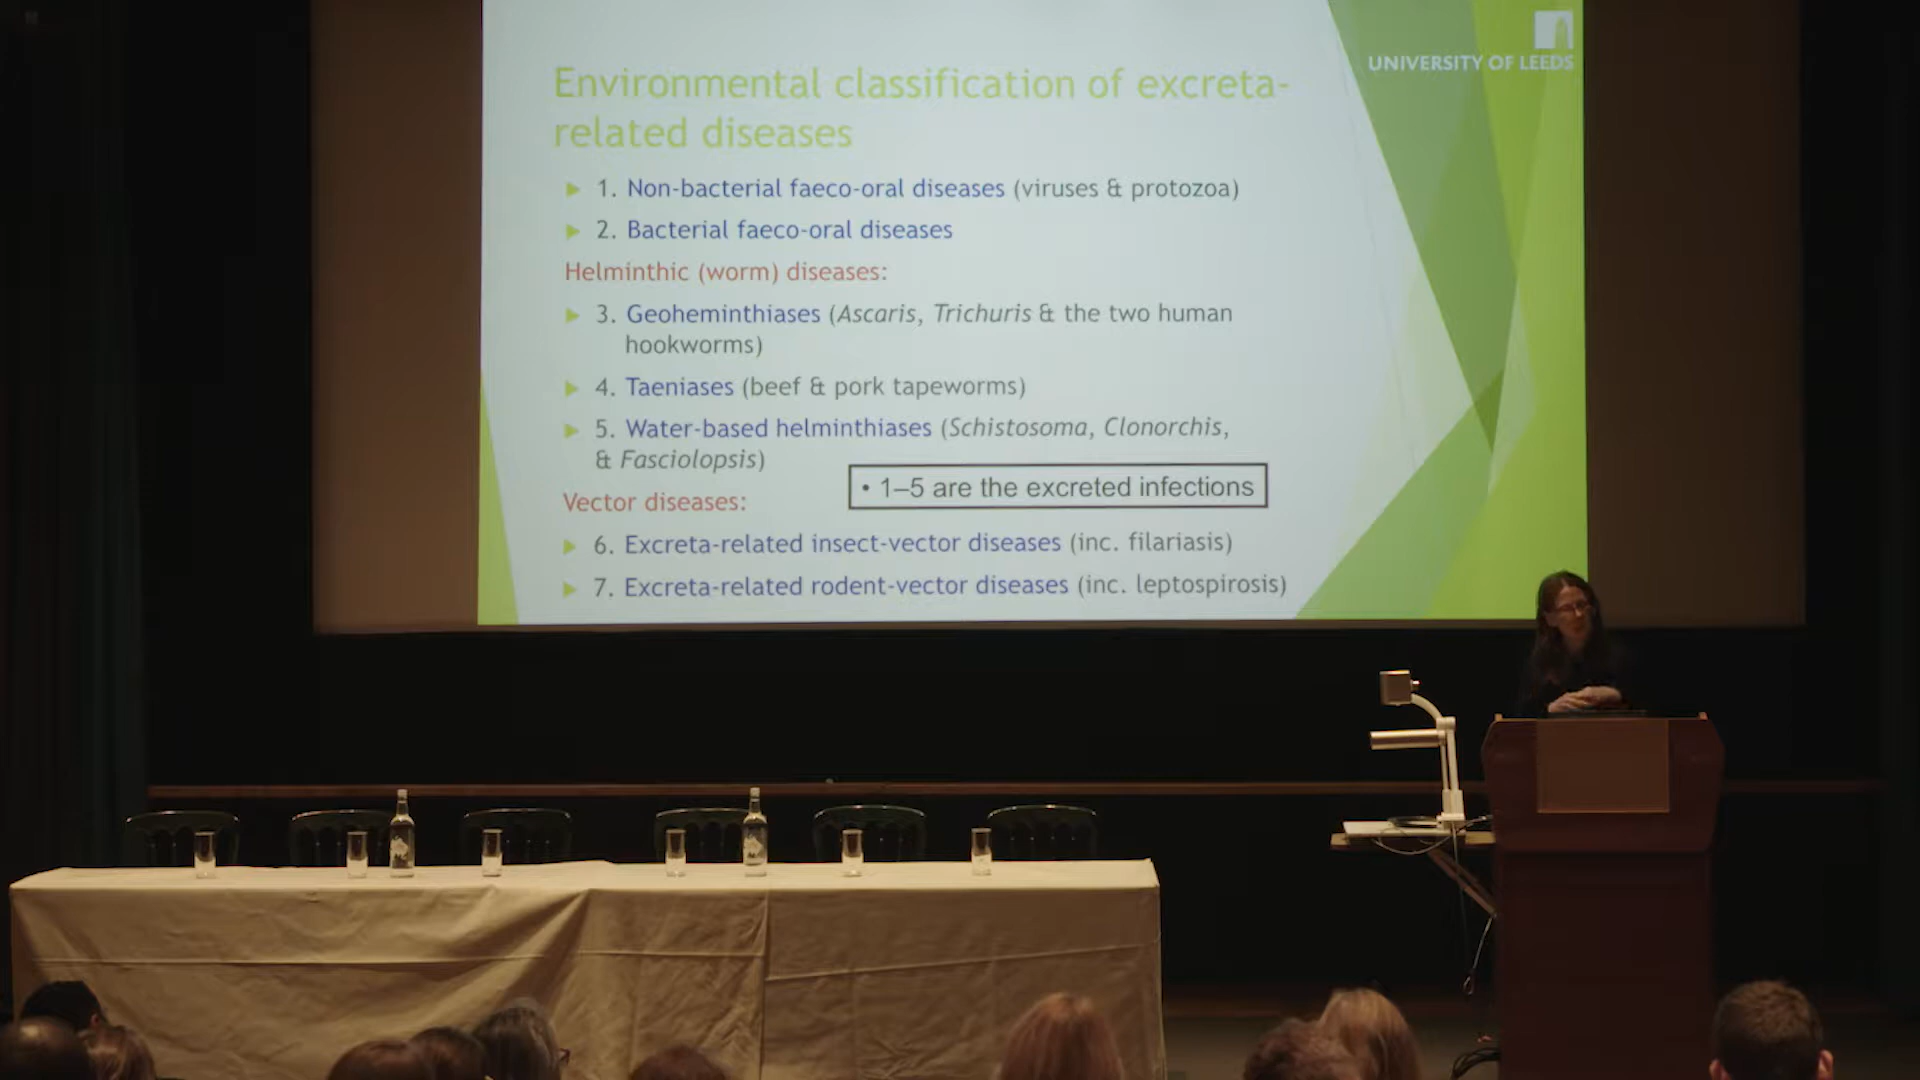 UNIVERSITY OF LEEDS
Environmental classification of excreta-
related diseases
1. Non-bacterial faeco-oral diseases (viruses & protozoa)
2. Bacterial faeco-oral diseases
Helminthic (worm) diseases:
3. Geoheminthiases (Ascaris, Trichuris & the two human
hookworms)
4. Taeniases (beef & pork tapeworms)
5. Water-based helminthiases (Schistosoma, Clonorchis,
& Fasciolopsis)
• 1–5 are the excreted infections
Vector diseases:
6. Excreta-related insect-vector diseases (inc. filariasis)
7. Excreta-related rodent-vector diseases (inc. leptospirosis)